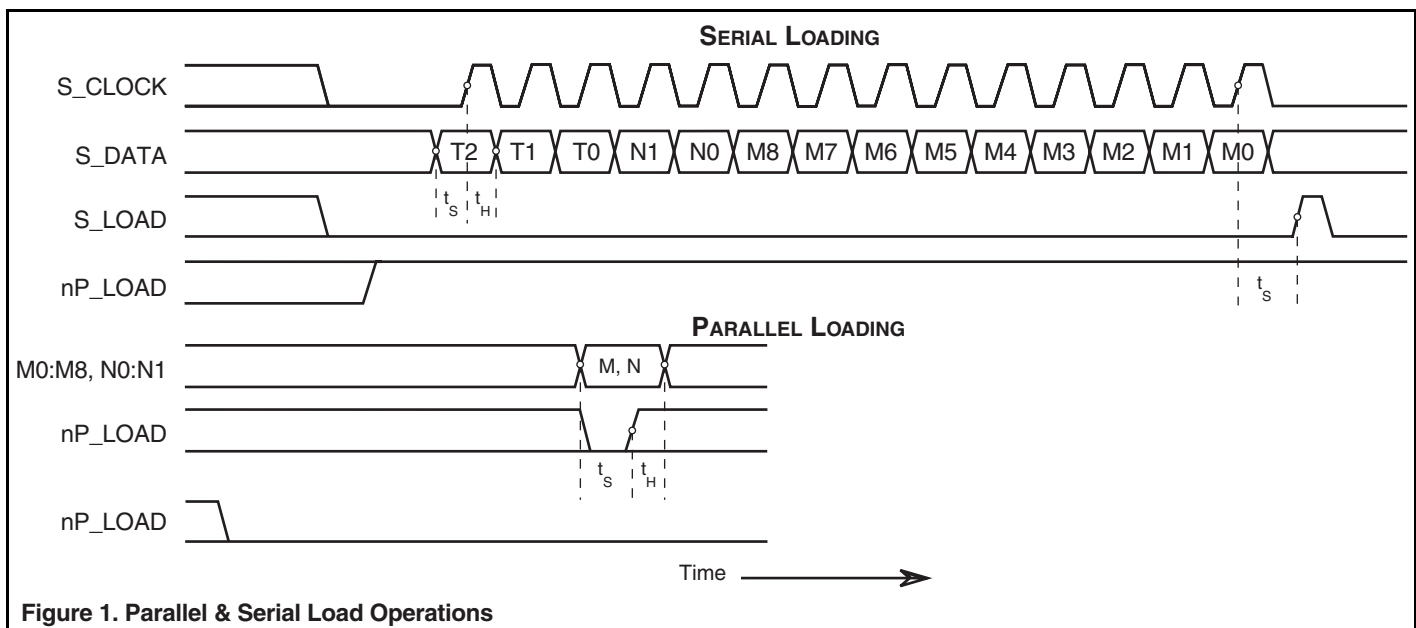 SERIAL LOADING
S_CLOCK
S_DATA T2 T1 T0 N1 N0 M8 M7 M6 M5 M4 M3 M2 M1 M0
tS tH
S_LOAD
nP_LOAD
tS
PARALLEL LOADING
M0:M8, N0:N1 M, N
nP_LOAD
tS tH
nP_LOAD
Time
Figure 1. Parallel & Serial Load Operations